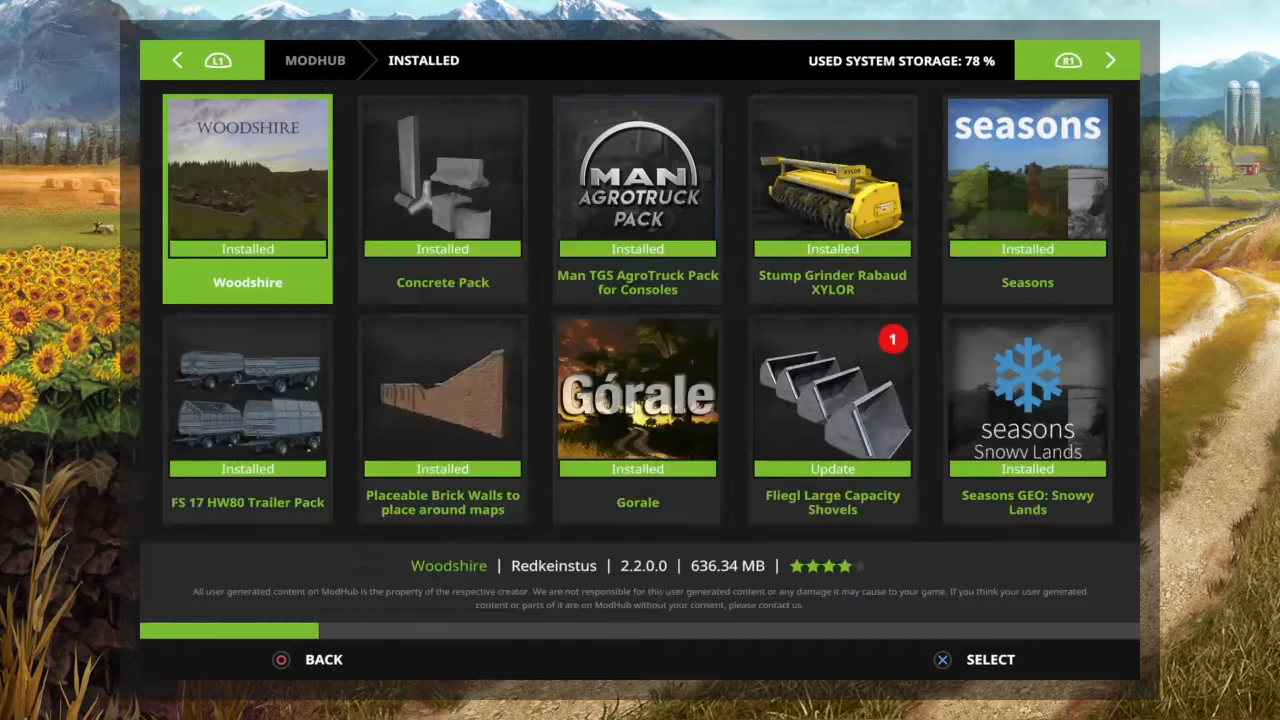 L1
MODHUB
INSTALLED
USED SYSTEM STORAGE: 78 %
R1
WOODSHIRE
Installed
Woodshire
Installed
Concrete Pack
MAN
AGROTRUCK
PACK
Installed
Man TGS AgroTruck Pack
for Consoles
XYLOR
Installed
Stump Grinder Rabaud
XYLOR
seasons
Installed
Seasons
Installed
FS 17 HW80 Trailer Pack
Installed
Placeable Brick Walls to
place around maps
Górale
Installed
Gorale
1
Update
Fliegl Large Capacity
Shovels
seasons
Snowy Lands
Installed
Seasons GEO: Snowy
Lands
Woodshire | Redkeinstus | 2.2.0.0 | 636.34 MB |
All user generated content on ModHub is the property of the respective creator. We are not responsible for this user generated content or any damage it may cause to your game. If you think your user generated
content or parts of it are on ModHub without your consent, please contact us.
BACK
SELECT